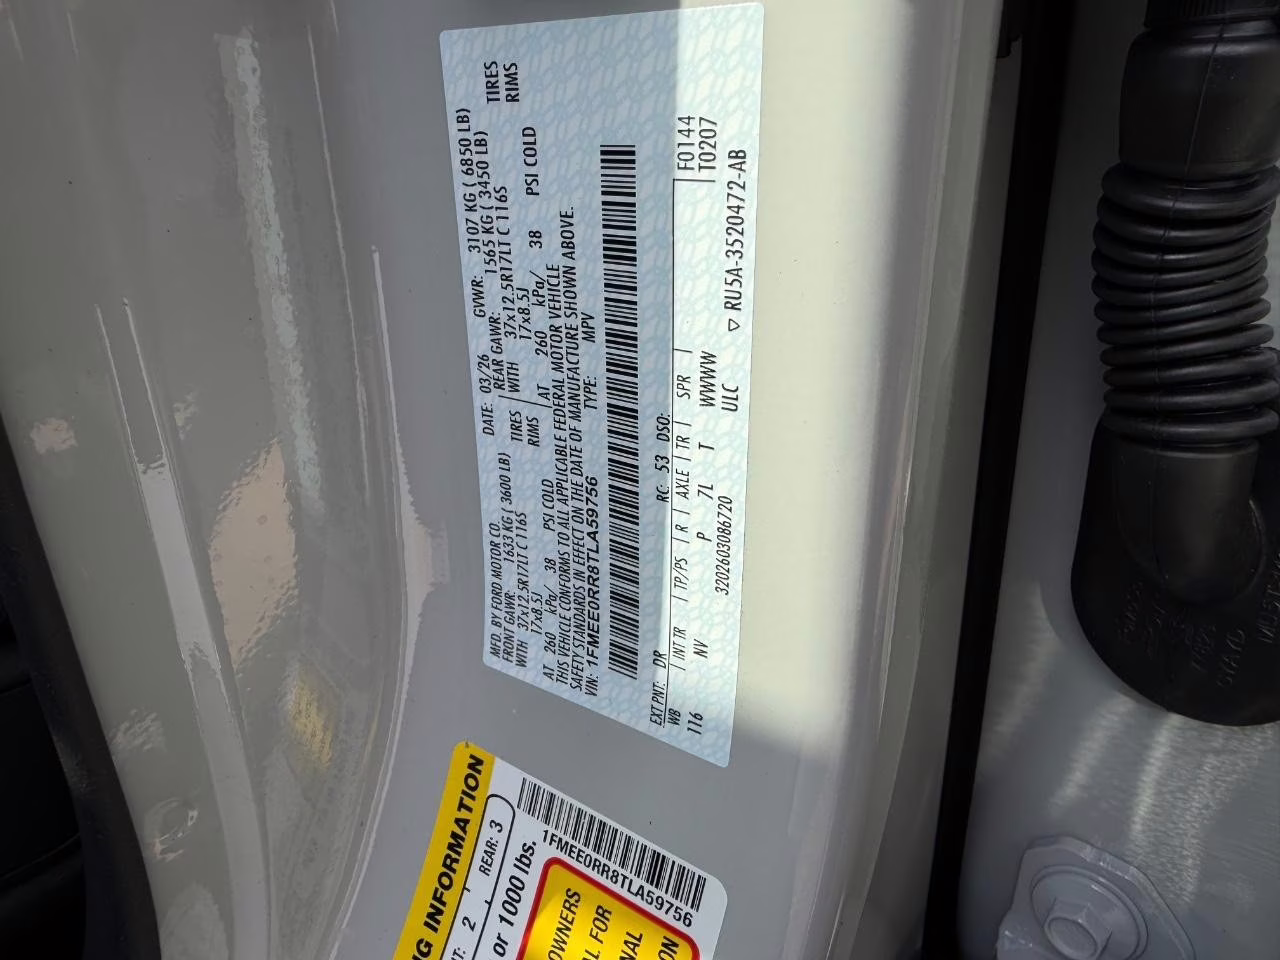 MFD. BY FORD MOTOR CO.
DATE: 03/26 GVWR: 3107 KG ( 6850 LB)
FRONT GAWR: 1633 KG ( 3600 LB) REAR GAWR: 1565 KG ( 3450 LB)
WITH 37x12.5R17LT C 116S TIRES WITH 37x12.5R17LT C 116S TIRES
17x8.5J RIMS 17x8.5J RIMS
AT 260 kPa/ 38 PSI COLD AT 260 kPa/ 38 PSI COLD
THIS VEHICLE CONFORMS TO ALL APPLICABLE FEDERAL MOTOR VEHICLE
SAFETY STANDARDS IN EFFECT ON THE DATE OF MANUFACTURE SHOWN ABOVE.
VIN: 1FMEE0RR8TLA59756 TYPE: MPV
EXT PNT: DR RC: 53 DSO: F0144
WB INT TR TP/PS R AXLE TR SPR T0207
116 NV P 7L T WWWW
3202603086720 ULC ▽ RU5A-3520472-AB
G INFORMATION
NT: 2 REAR: 3
or 1000 lbs.
1FMEE0RR8TLA59756
OWNERS
L FOR
NAL
ON